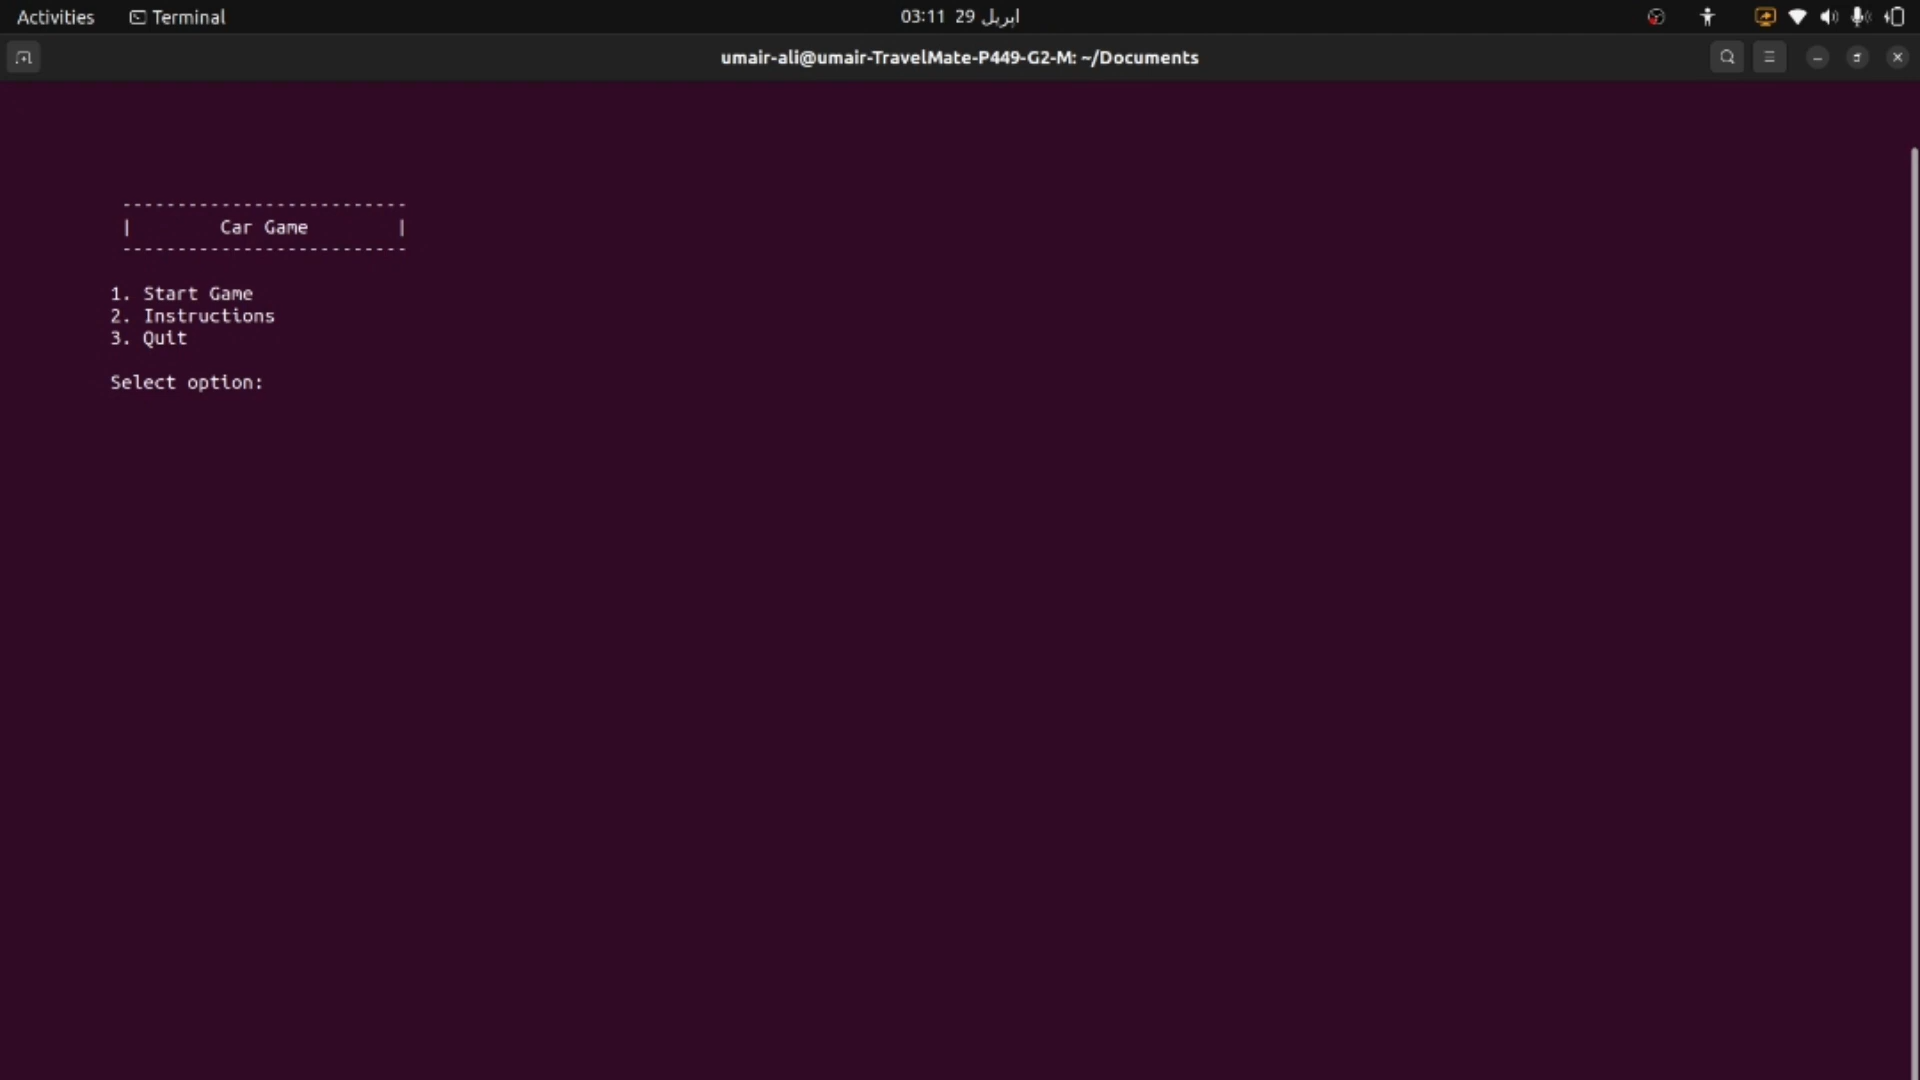 Activities Terminal 03:11 29 اپریل
umair-ali@umair-TravelMate-P449-G2-M: ~/Documents
--------------------------
| Car Game |
--------------------------
1. Start Game
2. Instructions
3. Quit
Select option: